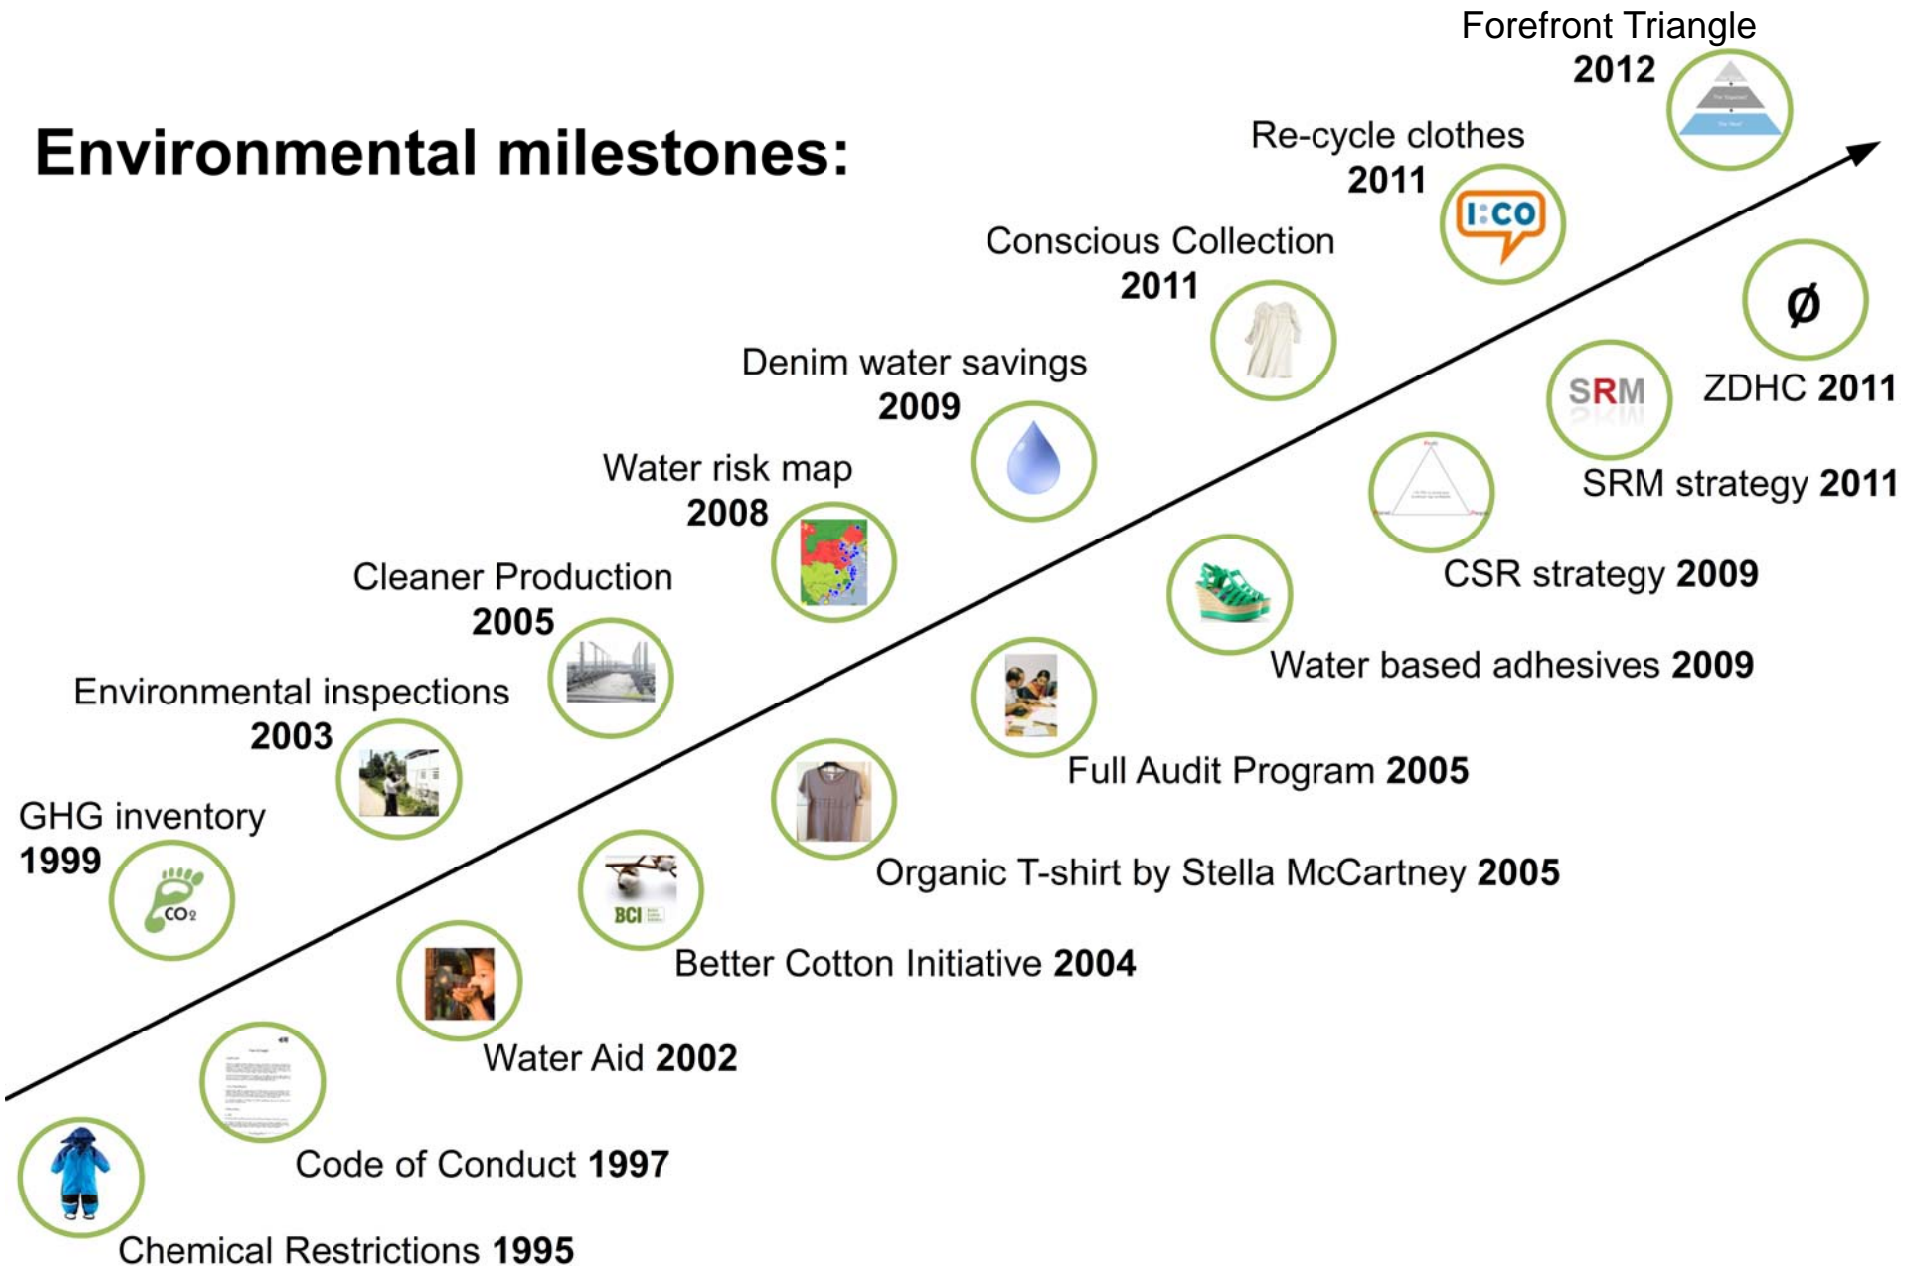 Forefront Triangle
2012
Environmental milestones:
Re-cycle clothes
2011
I:CO
Conscious Collection
2011
ø
ZDHC 2011
Denim water savings
2009
SRM
SRM strategy 2011
Water risk map
2008
CSR strategy 2009
Cleaner Production
2005
Water based adhesives 2009
Environmental inspections
2003
Full Audit Program 2005
GHG inventory
1999
CO2
Organic T-shirt by Stella McCartney 2005
BCI
Better Cotton Initiative 2004
Water Aid 2002
Code of Conduct 1997
Chemical Restrictions 1995